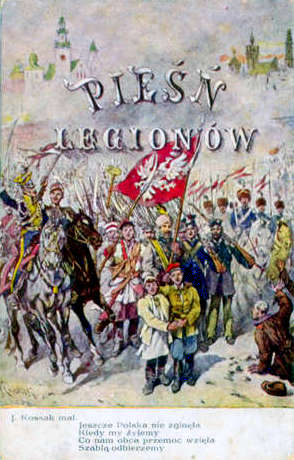 PIEŚŃ
LEGIONÓW
J. Kossak mal.
Jeszcze Polska nie zginęła
Kiedy my żyjemy
Co nam obca przemoc wzięła
Szablą odbierzemy